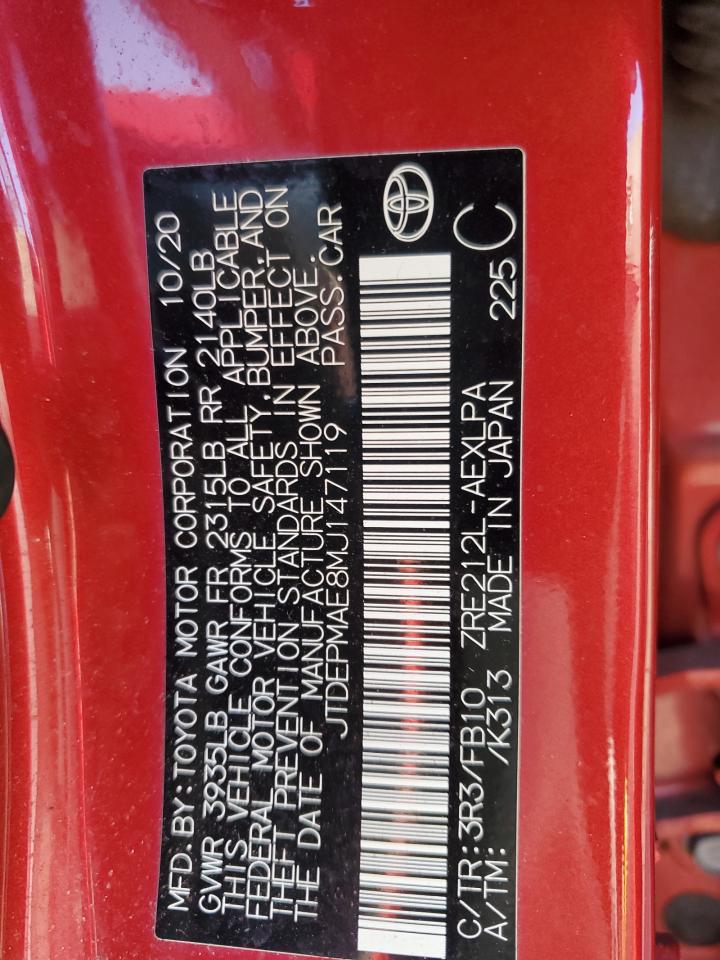 MFD.BY:TOYOTA MOTOR CORPORATION 10/20
GVWR 3935LB GAWR FR 2315LB RR 2140LB
THIS VEHICLE CONFORMS TO ALL APPLICABLE
FEDERAL MOTOR VEHICLE SAFETY.BUMPER.AND
THEFT PREVENTION STANDARDS IN EFFECT ON
THE DATE OF MANUFACTURE SHOWN ABOVE.
JTDEPMAE8MJ147119 PASS.CAR
C/TR:3R3/FB10 ZRE212L-AEXLPA C
A/TM: /K313 MADE IN JAPAN 225